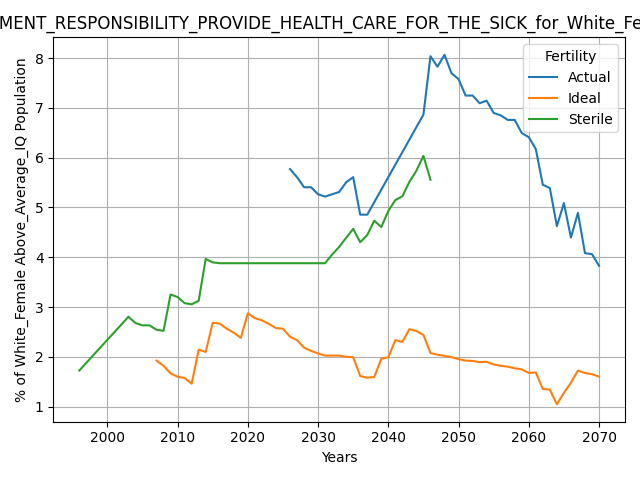 MENT_RESPONSIBILITY_PROVIDE_HEALTH_CARE_FOR_THE_SICK_for_White_Fe
% of White_Female Above_Average_IQ Population
8
7
6
5
4
3
2
1
Fertility
Actual
Ideal
Sterile
2000 2010 2020 2030 2040 2050 2060 2070
Years